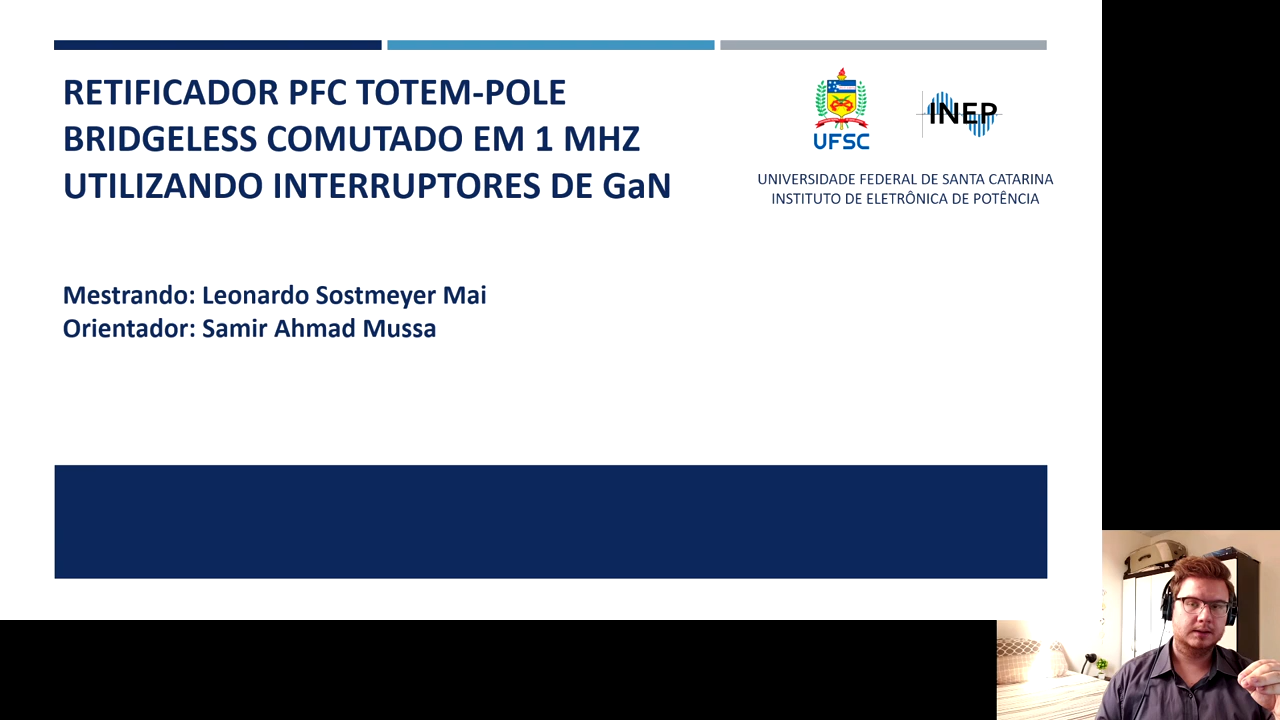 RETIFICADOR PFC TOTEM-POLE
BRIDGELESS COMUTADO EM 1 MHZ
UTILIZANDO INTERRUPTORES DE GaN
UFSC
INEP
UNIVERSIDADE FEDERAL DE SANTA CATARINA
INSTITUTO DE ELETRÔNICA DE POTÊNCIA
Mestrando: Leonardo Sostmeyer Mai
Orientador: Samir Ahmad Mussa